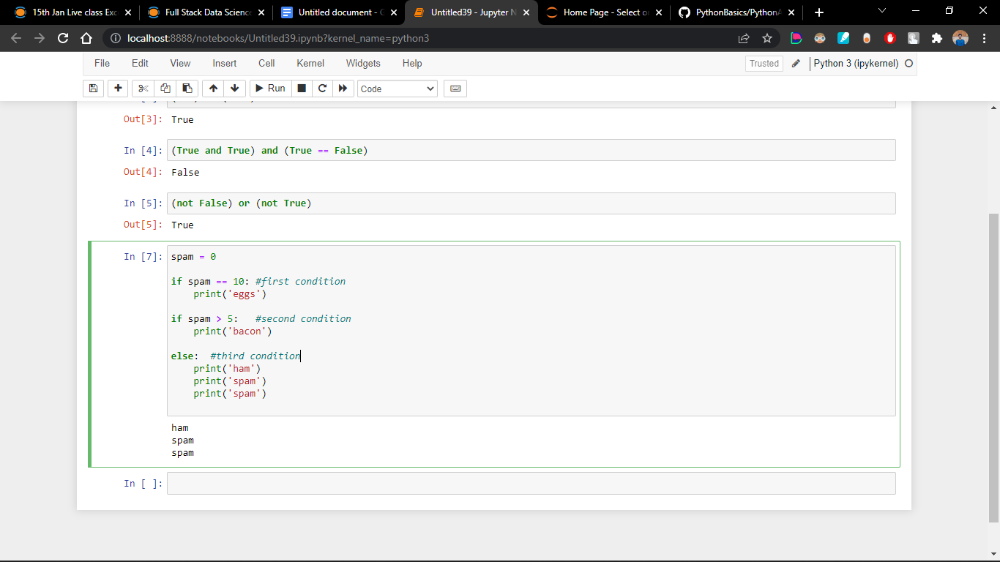 15th Jan Live class Exc
Full Stack Data Science
Untitled document - G
Untitled39 - Jupyter N
Home Page - Select o
PythonBasics/PythonA
localhost:8888/notebooks/Untitled39.ipynb?kernel_name=python3
File Edit View Insert Cell Kernel Widgets Help
Trusted
Python 3 (ipykernel)
Run
Code
Out[3]: True
In [4]: (True and True) and (True == False)
Out[4]: False
In [5]: (not False) or (not True)
Out[5]: True
In [7]: spam = 0
if spam == 10: #first condition
print('eggs')
if spam > 5: #second condition
print('bacon')
else: #third condition
print('ham')
print('spam')
print('spam')
ham
spam
spam
In [ ]: